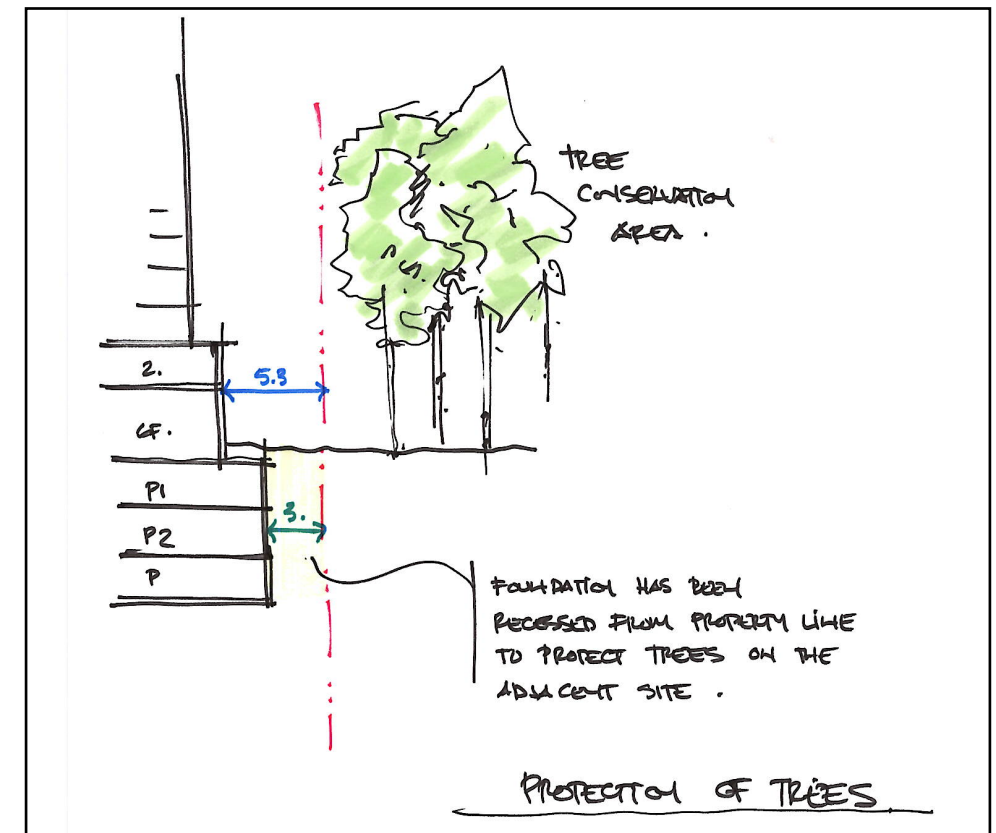 TREE
CONSERVATION
AREA.
2.
5.3
GF.
P1
3.
P2
P
FOUNDATION HAS BEEN
RECESSED FROM PROPERTY LINE
TO PROTECT TREES ON THE
ADJACENT SITE.
PROTECTION OF TREES